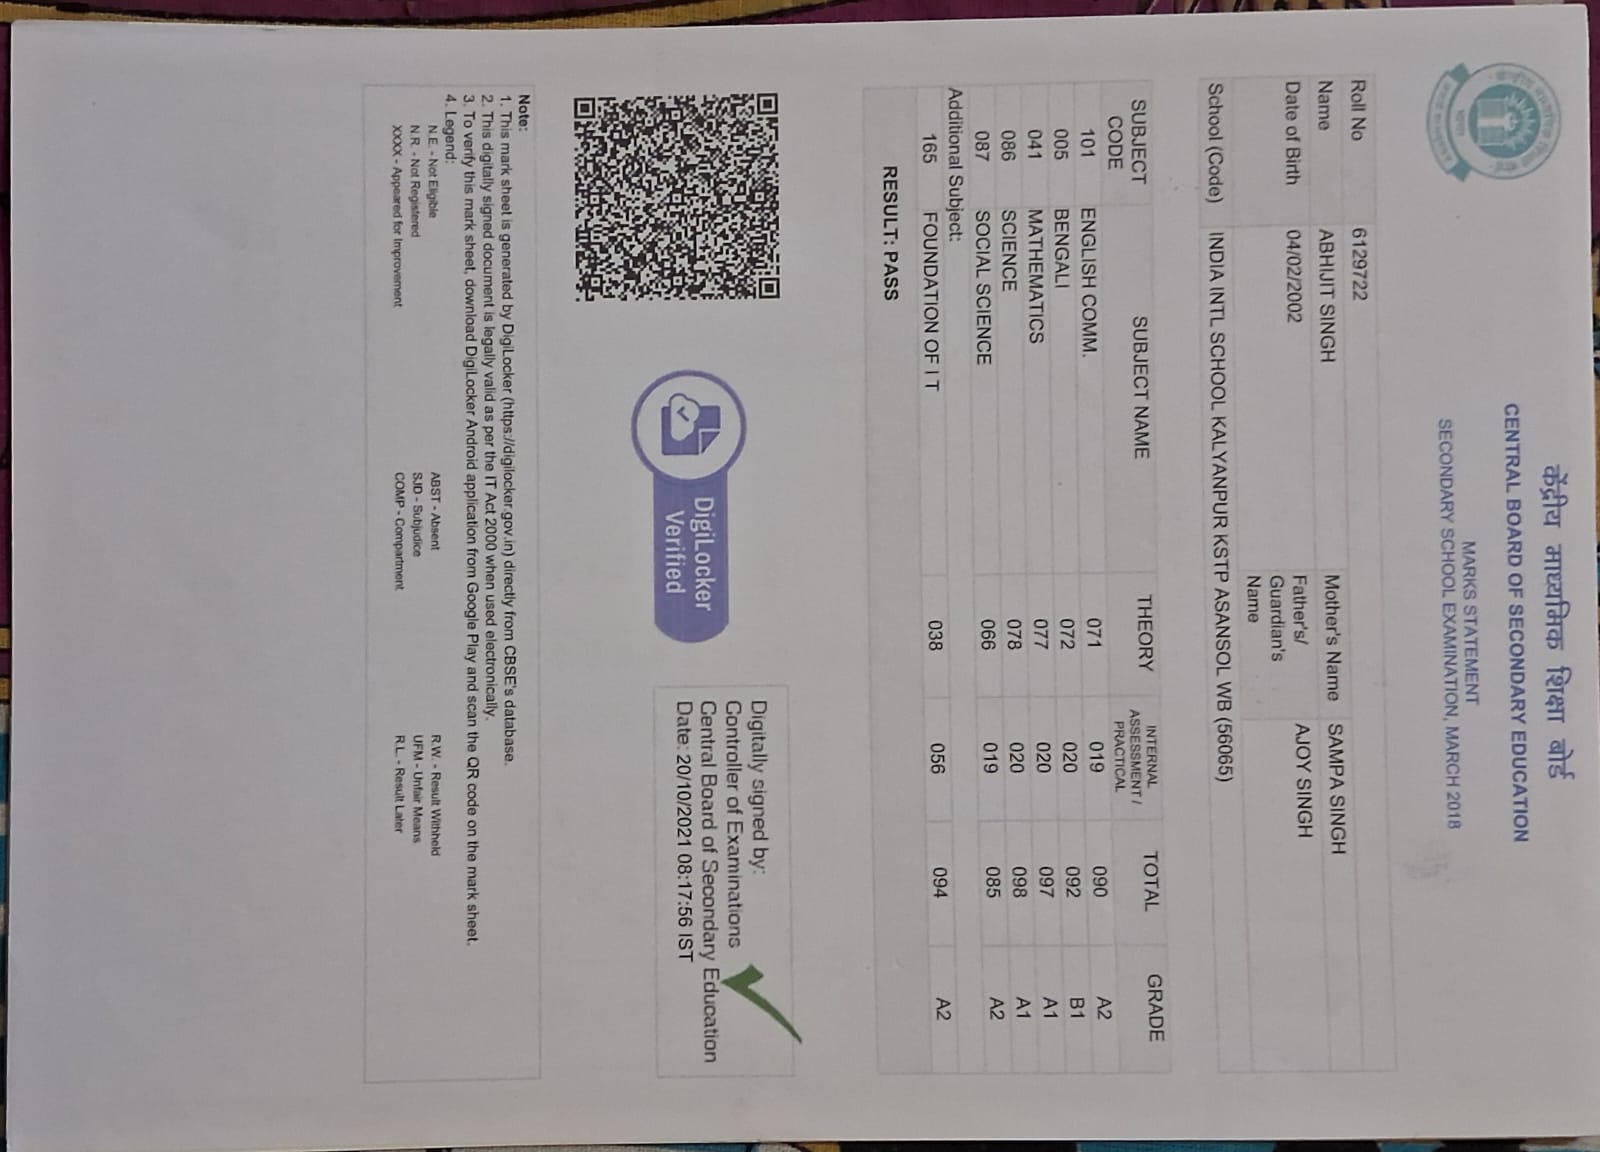 केंद्रीय माध्यमिक शिक्षा बोर्ड
CENTRAL BOARD OF SECONDARY EDUCATION
MARKS STATEMENT
SECONDARY SCHOOL EXAMINATION, MARCH 2018
भारत
Roll No 6129722
Name ABHIJIT SINGH Mother's Name SAMPA SINGH
Date of Birth 04/02/2002 Father's/ Guardian's Name AJOY SINGH
School (Code) INDIA INTL SCHOOL KALYANPUR KSTP ASANSOL WB (56065)
SUBJECT CODE SUBJECT NAME THEORY INTERNAL ASSESSMENT / PRACTICAL TOTAL GRADE
101 ENGLISH COMM. 071 019 090 A2
005 BENGALI 072 020 092 B1
041 MATHEMATICS 077 020 097 A1
086 SCIENCE 078 020 098 A1
087 SOCIAL SCIENCE 066 019 085 A2
Additional Subject:
165 FOUNDATION OF I T 038 056 094 A2
RESULT: PASS
DigiLocker
Verified
Digitally signed by:
Controller of Examinations
Central Board of Secondary Education
Date: 20/10/2021 08:17:56 IST
Note:
1. This mark sheet is generated by DigiLocker (https://digilocker.gov.in) directly from CBSE's database.
2. This digitally signed document is legally valid as per the IT Act 2000 when used electronically.
3. To verify this mark sheet, download DigiLocker Android application from Google Play and scan the QR code on the mark sheet.
4. Legend:
N.E. - Not Eligible ABST - Absent R.W. - Result Withheld
N.R. - Not Registered SJD - Subjudice UFM - Unfair Means
XXXX - Appeared for Improvement COMP - Compartment R.L. - Result Later